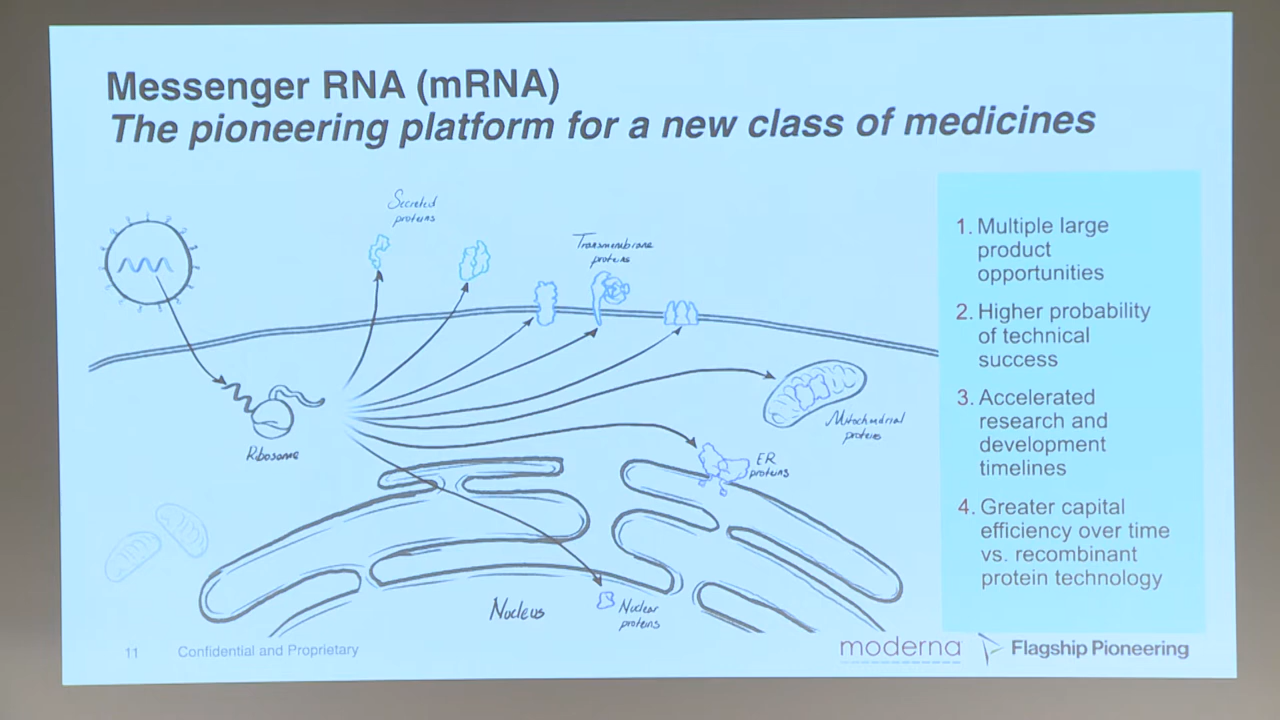 Messenger RNA (mRNA)
The pioneering platform for a new class of medicines
Secreted
proteins
Transmembrane
proteins
Ribosome
Mitochondrial
proteins
ER
proteins
Nucleus
Nuclear
proteins
1. Multiple large
product
opportunities
2. Higher probability
of technical
success
3. Accelerated
research and
development
timelines
4. Greater capital
efficiency over time
vs. recombinant
protein technology
11 Confidential and Proprietary
moderna
Flagship Pioneering